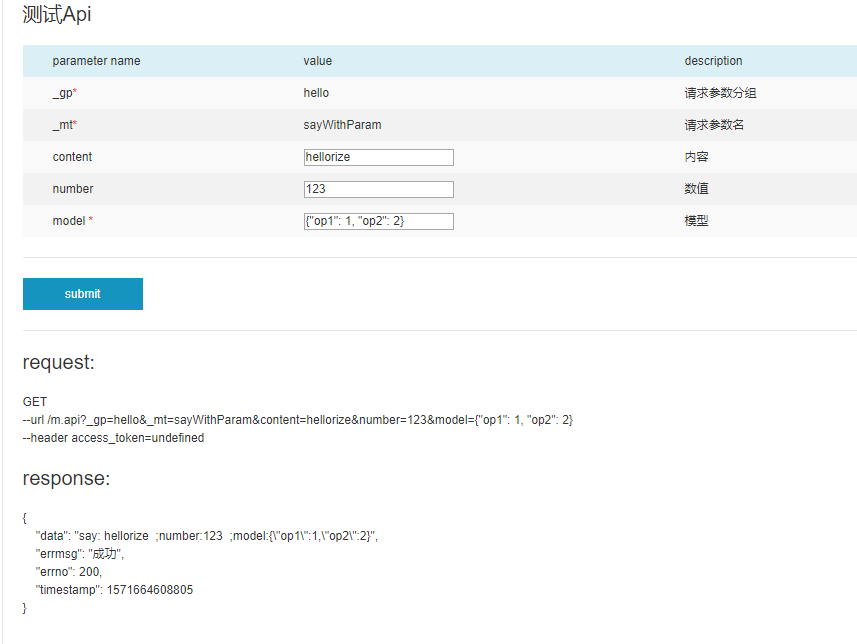 测试Api
parameter name value description
_gp* hello 请求参数分组
_mt* sayWithParam 请求参数名
content hellorize 内容
number 123 数值
model * {"op1": 1, "op2": 2} 模型
submit
request:
GET
--url /m.api?_gp=hello&_mt=sayWithParam&content=hellorize&number=123&model={"op1": 1, "op2": 2}
--header access_token=undefined
response:
{
"data": "say: hellorize  ;number:123  ;model:{\"op1\":1,\"op2\":2}",
"errmsg": "成功",
"errno": 200,
"timestamp": 1571664608805
}